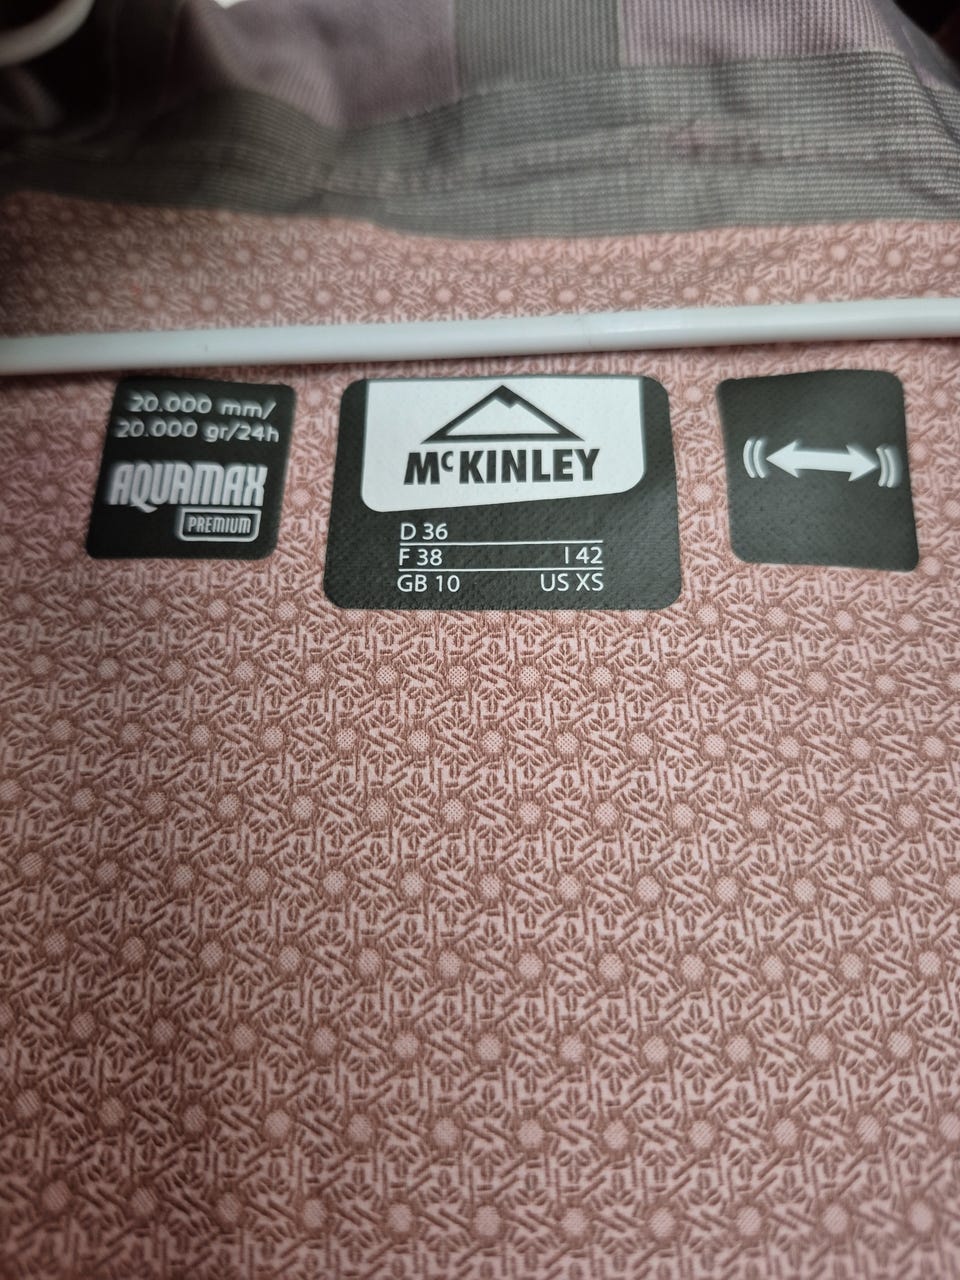 20.000 mm/
20.000 gr/24h
AQUAMAX
PREMIUM
McKINLEY
D 36
F 38 I 42
GB 10 US XS